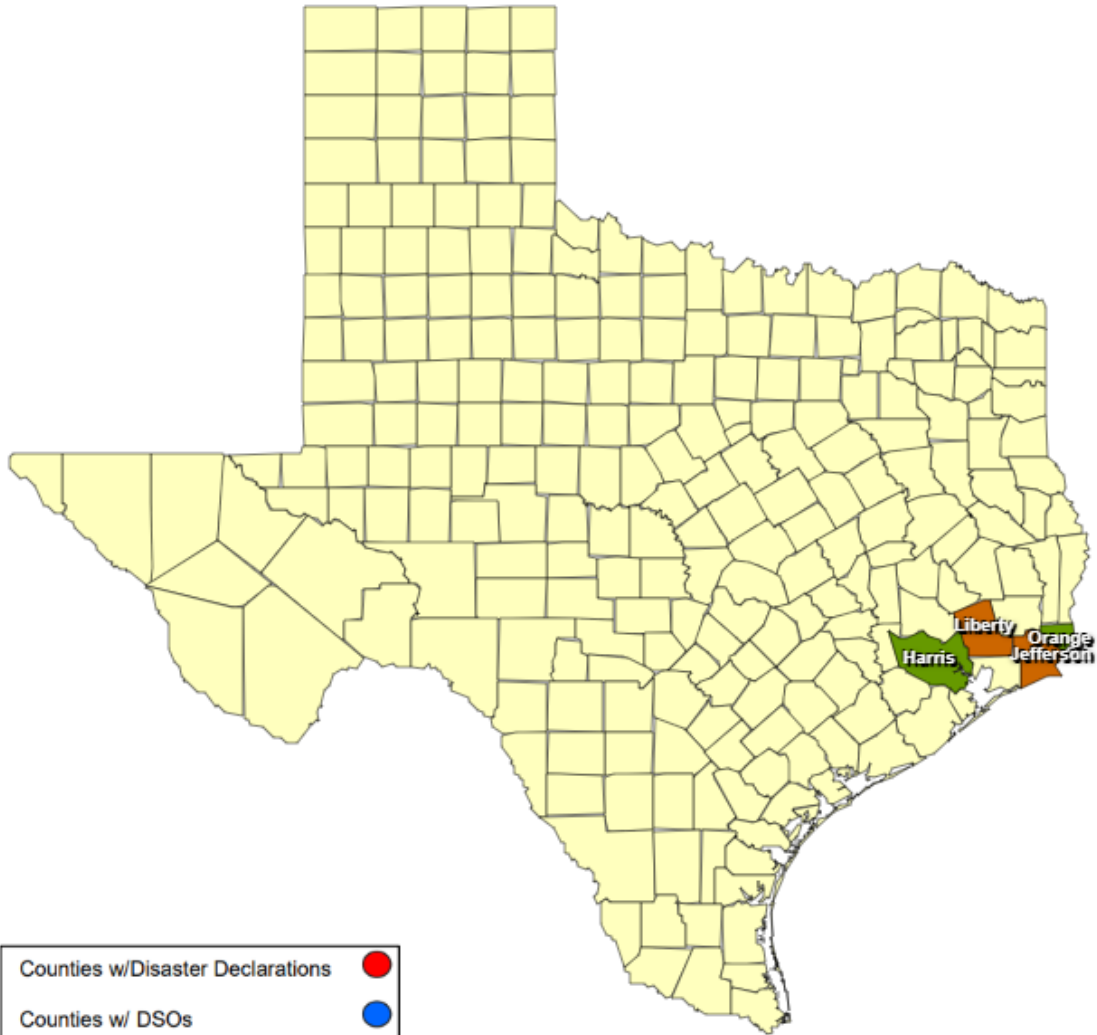 Liberty
Orange
Harris
Jefferson
Counties w/Disaster Declarations
Counties w/ DSOs